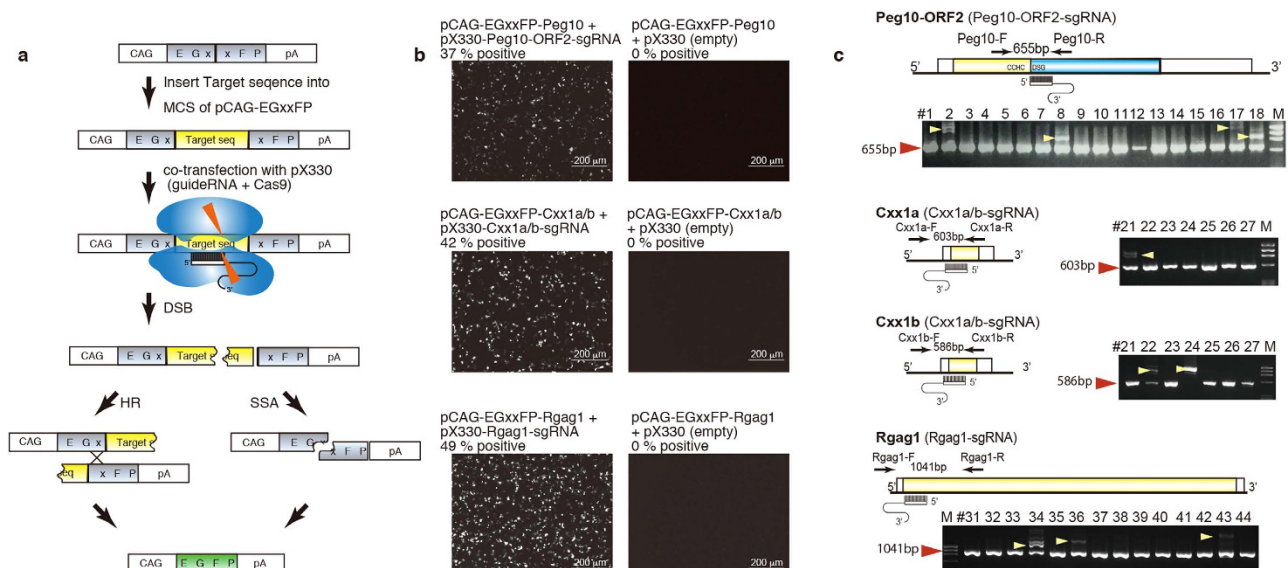 a
CAG E G x x F P pA
Insert Target seqence into
MCS of pCAG-EGxxFP
CAG E G x Target seq x F P pA
co-transfection with pX330
(guideRNA + Cas9)
CAG E G x Target seq x F P pA
5'
3'
DSB
CAG E G x Target eq x F P pA
HR SSA
CAG E G x Target
CAG E G x F P pA
eq x F P pA
CAG E G F P pA
b
pCAG-EGxxFP-Peg10 +
pX330-Peg10-ORF2-sgRNA
37 % positive
200 µm
pCAG-EGxxFP-Peg10
+ pX330 (empty)
0 % positive
200 µm
pCAG-EGxxFP-Cxx1a/b +
pX330-Cxx1a/b-sgRNA
42 % positive
200 µm
pCAG-EGxxFP-Cxx1a/b
+ pX330 (empty)
0 % positive
200 µm
pCAG-EGxxFP-Rgag1 +
pX330-Rgag1-sgRNA
49 % positive
200 µm
pCAG-EGxxFP-Rgag1
+ pX330 (empty)
0 % positive
200 µm
c
Peg10-ORF2 (Peg10-ORF2-sgRNA)
Peg10-F 655bp Peg10-R
5' CCHC DSG 3'
5'
3'
#1 2 3 4 5 6 7 8 9 10 11 12 13 14 15 16 17 18 M
655bp
Cxx1a (Cxx1a/b-sgRNA)
Cxx1a-F Cxx1a-R
603bp
5' 3'
5'
3'
#21 22 23 24 25 26 27 M
603bp
Cxx1b (Cxx1a/b-sgRNA)
Cxx1b-F Cxx1b-R
586bp
5' 3'
5'
3'
#21 22 23 24 25 26 27 M
586bp
Rgag1 (Rgag1-sgRNA)
Rgag1-F 1041bp Rgag1-R
5' 3'
5'
3'
M #31 32 33 34 35 36 37 38 39 40 41 42 43 44
1041bp